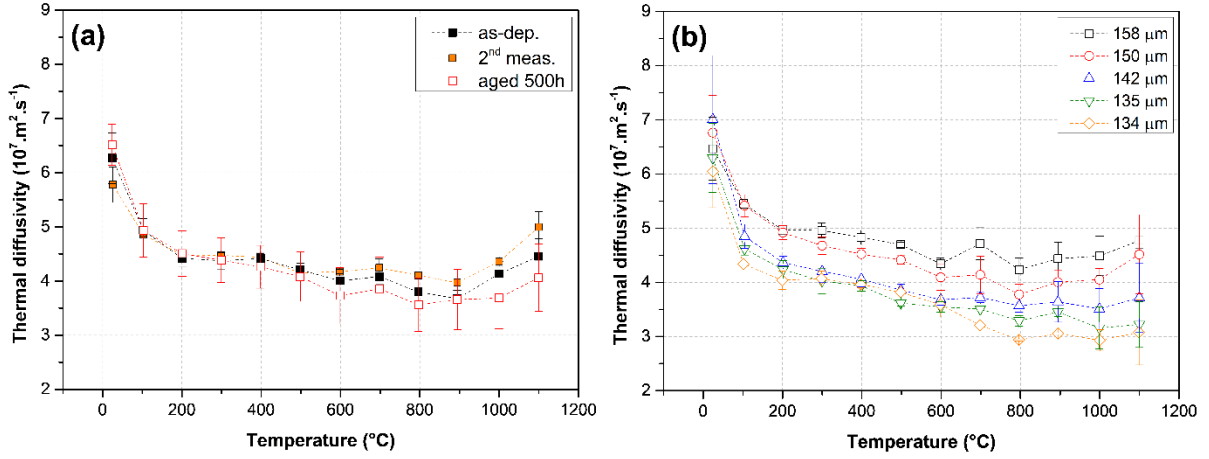 (a)
as-dep.
2nd meas.
aged 500h
Thermal diffusivity (10⁷.m².s⁻¹)
9
8
7
6
5
4
3
2
0
200
400
600
800
1000
1200
Temperature (°C)
(b)
158 μm
150 μm
142 μm
135 μm
134 μm
Thermal diffusivity (10⁷.m².s⁻¹)
9
8
7
6
5
4
3
2
0
200
400
600
800
1000
1200
Temperature (°C)